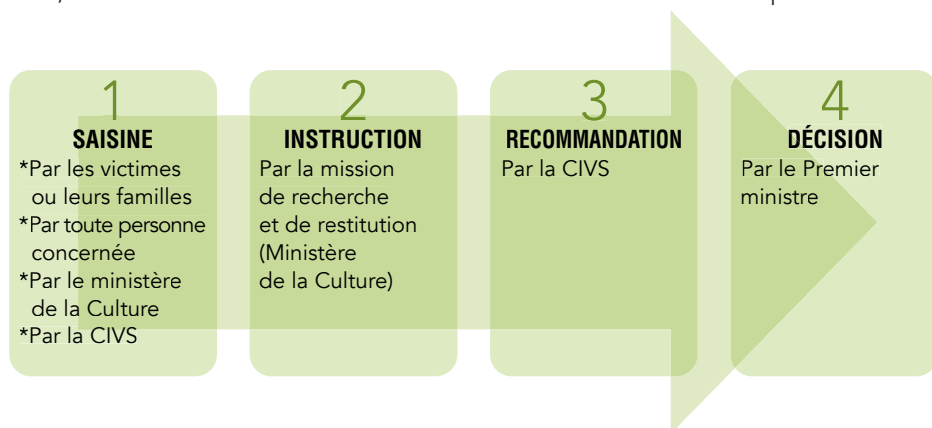 1
SAISINE
*Par les victimes
ou leurs familles
*Par toute personne
concernée
*Par le ministère
de la Culture
*Par la CIVS
2
INSTRUCTION
Par la mission
de recherche
et de restitution
(Ministère
de la Culture)
3
RECOMMANDATION
Par la CIVS
4
DÉCISION
Par le Premier
ministre